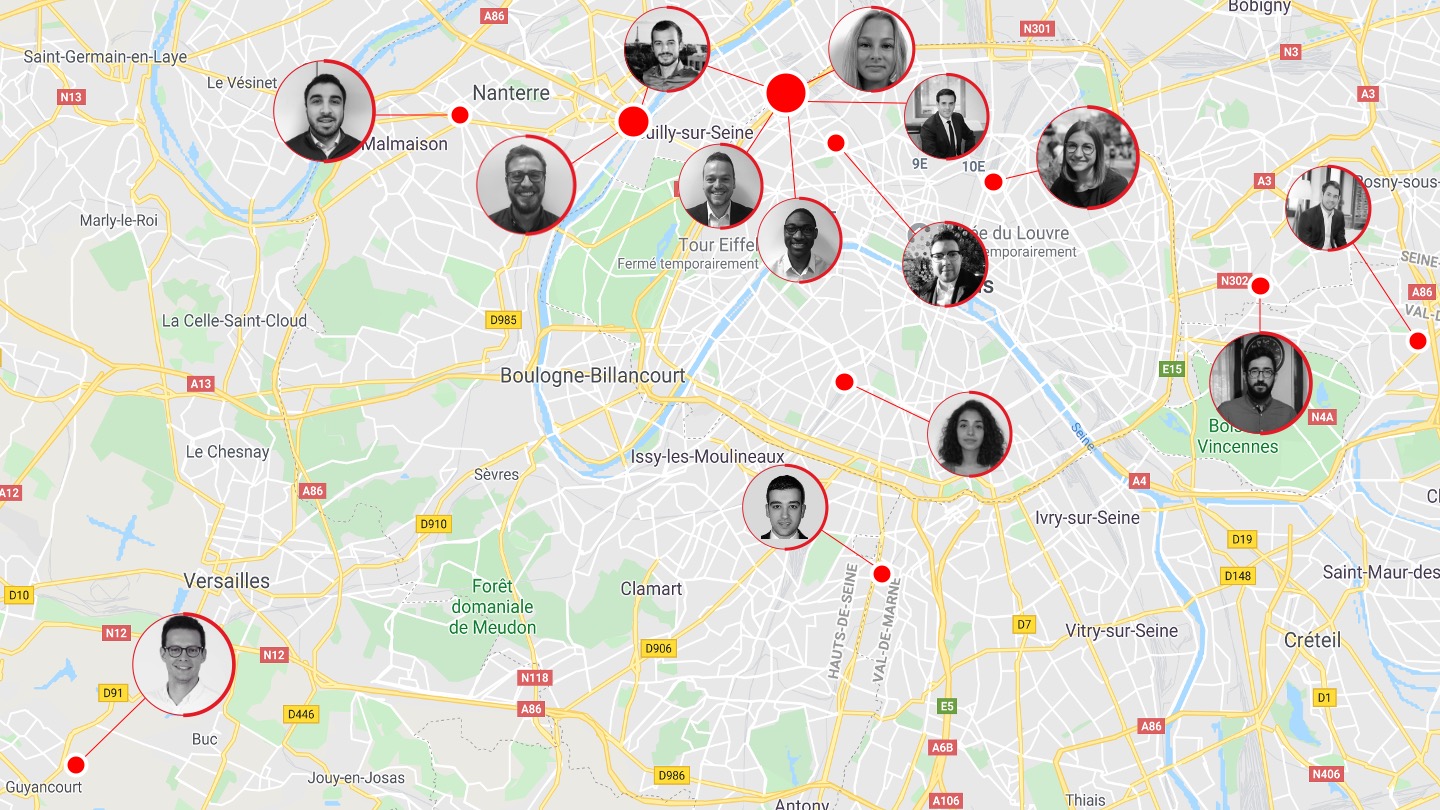 A86
Bobigny
N301
N3
Saint-Germain-en-Laye
Le Vésinet
N13
Nanterre
A3
Malmaison
uilly-sur-Seine
9E
10E
A3
Rosny-sous-
Marly-le-Roi
Tour Eiffel
Fermé temporairement
ée du Louvre
temporairement
SEINE-
N302
A86
VAL-D
is
La Celle-Saint-Cloud
D985
E15
Boulogne-Billancourt
A13
N4A
Bois
Vincennes
Le Chesnay
Seine
Issy-les-Moulineaux
Sèvres
A4
A12
A86
D910
Ivry-sur-Seine
D19
Versailles
D148
Saint-Maur-des
D10
Forêt
domaniale
de Meudon
Clamart
HAUTS-DE-SEINE
VAL-DE-MARNE
N12
D7
Vitry-sur-Seine
Créteil
N12
D906
N118
D91
D446
A86
E5
D1
A86
Buc
A6B
Guyancourt
Jouy-en-Josas
D986
N406
Antony
A106
Thiais